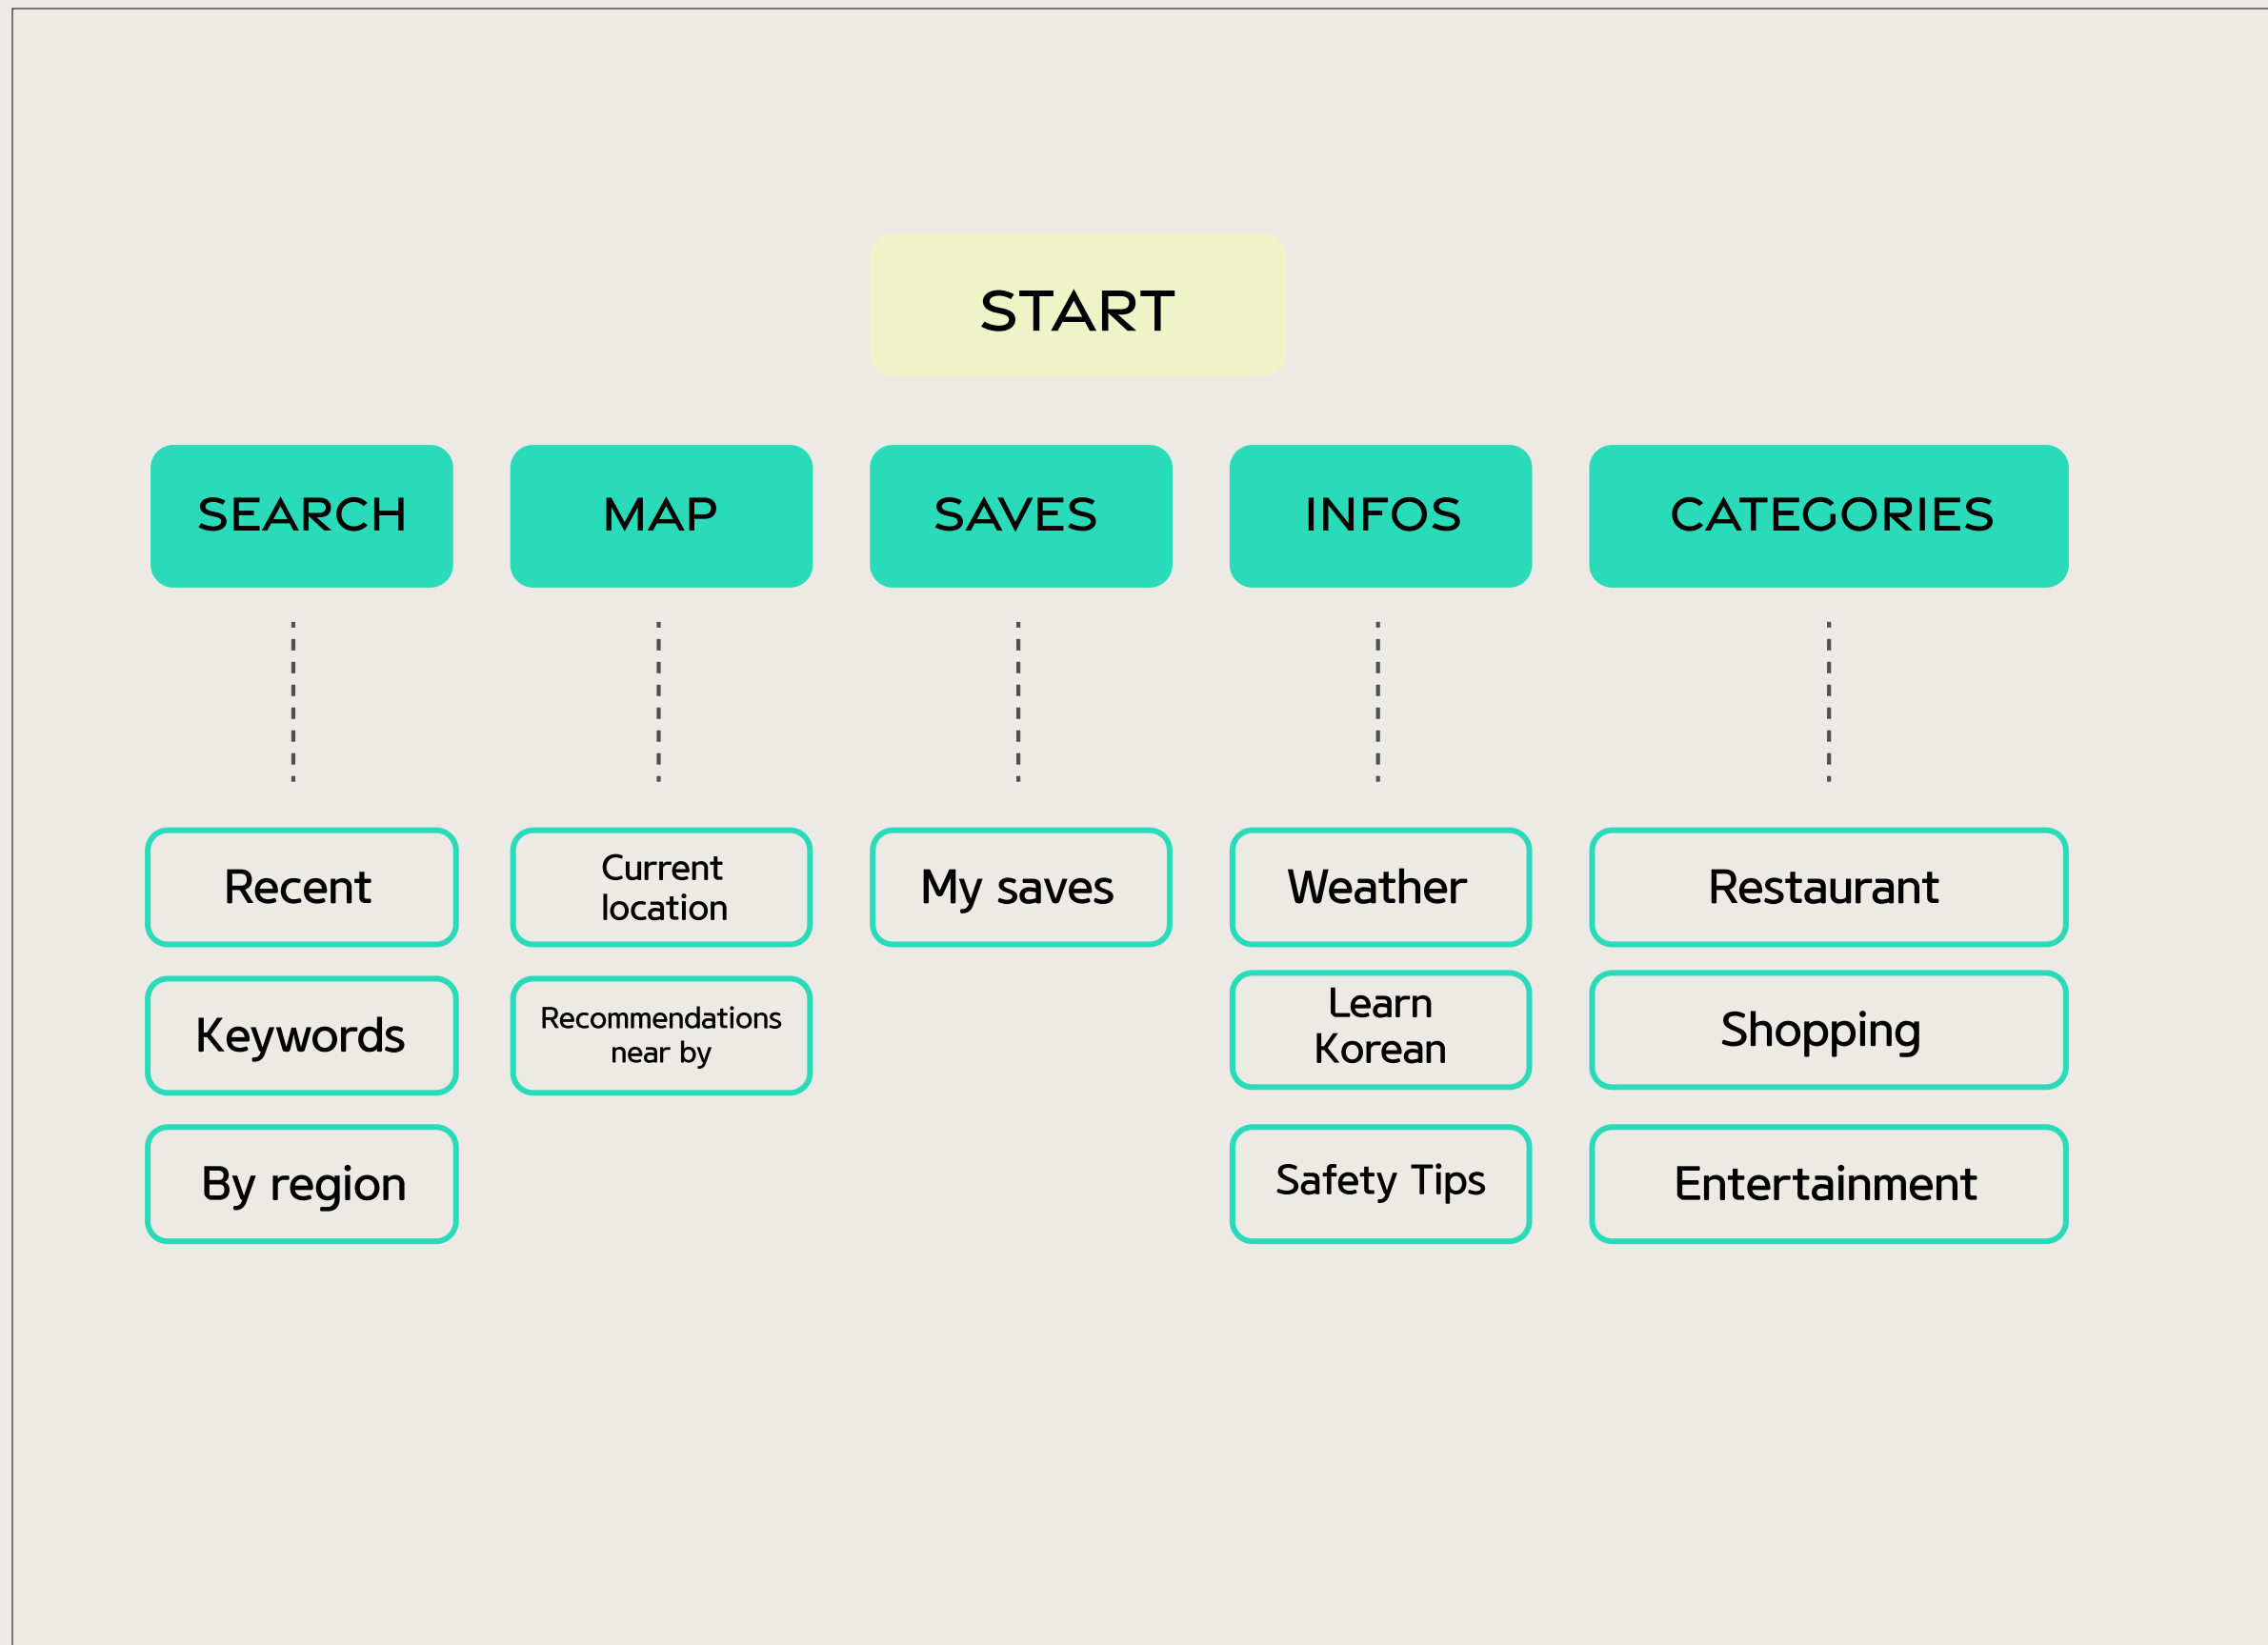 START
SEARCH
MAP
SAVES
INFOS
CATEGORIES
Recent
Current
location
My saves
Weather
Restaurant
Keywords
Recommendations
near by
Learn
Korean
Shopping
By region
Safety Tips
Entertainment